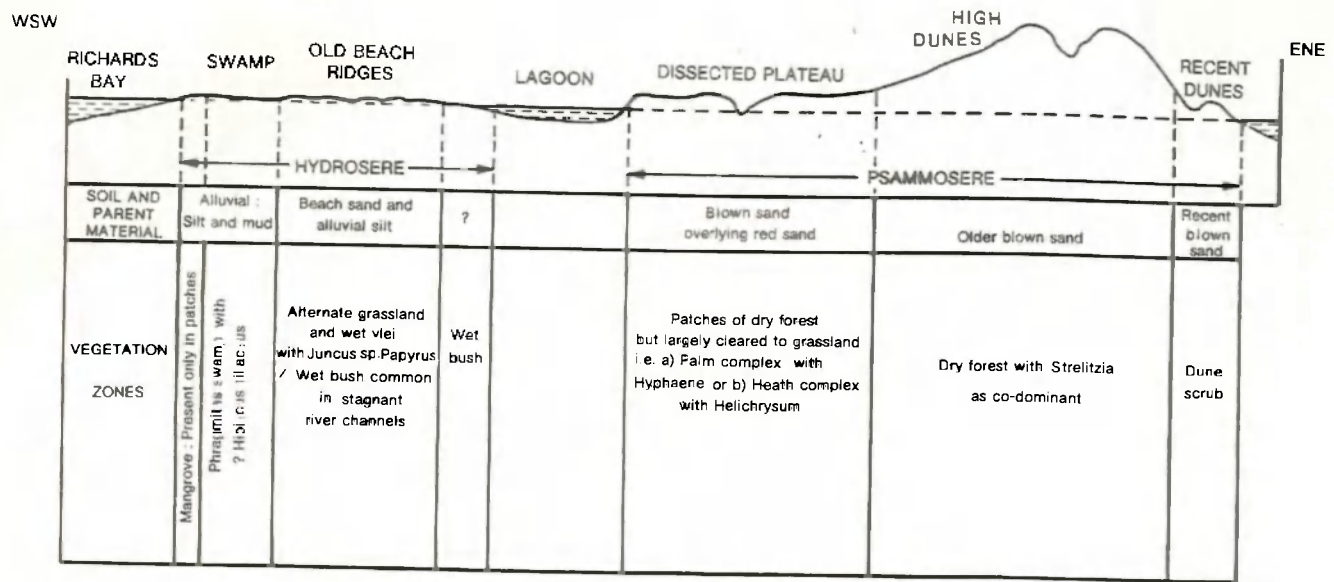 WSW
RICHARDS
BAY
SWAMP
OLD BEACH
RIDGES
LAGOON
DISSECTED PLATEAU
HIGH
DUNES
RECENT
DUNES
ENE
HYDROSERE
PSAMMOSERE
SOIL AND
PARENT
MATERIAL
Alluvial :
Silt and mud
Beach sand and
alluvial silt
?
Blown sand
overlying red sand
Older blown sand
Recent
blown
sand
VEGETATION
ZONES
Mangrove : Present only in patches
Phragmites swamp with
?
Alternate grassland
and wet vlei
with Juncus sp.Papyrus
/ Wet bush common
in stagnant
river channels
Wet
bush
Patches of dry forest
but largely cleared to grassland
i.e. a) Palm complex with
Hyphaene or b) Heath complex
with Helichrysum
Dry forest with Strelitzia
as co-dominant
Dune
scrub